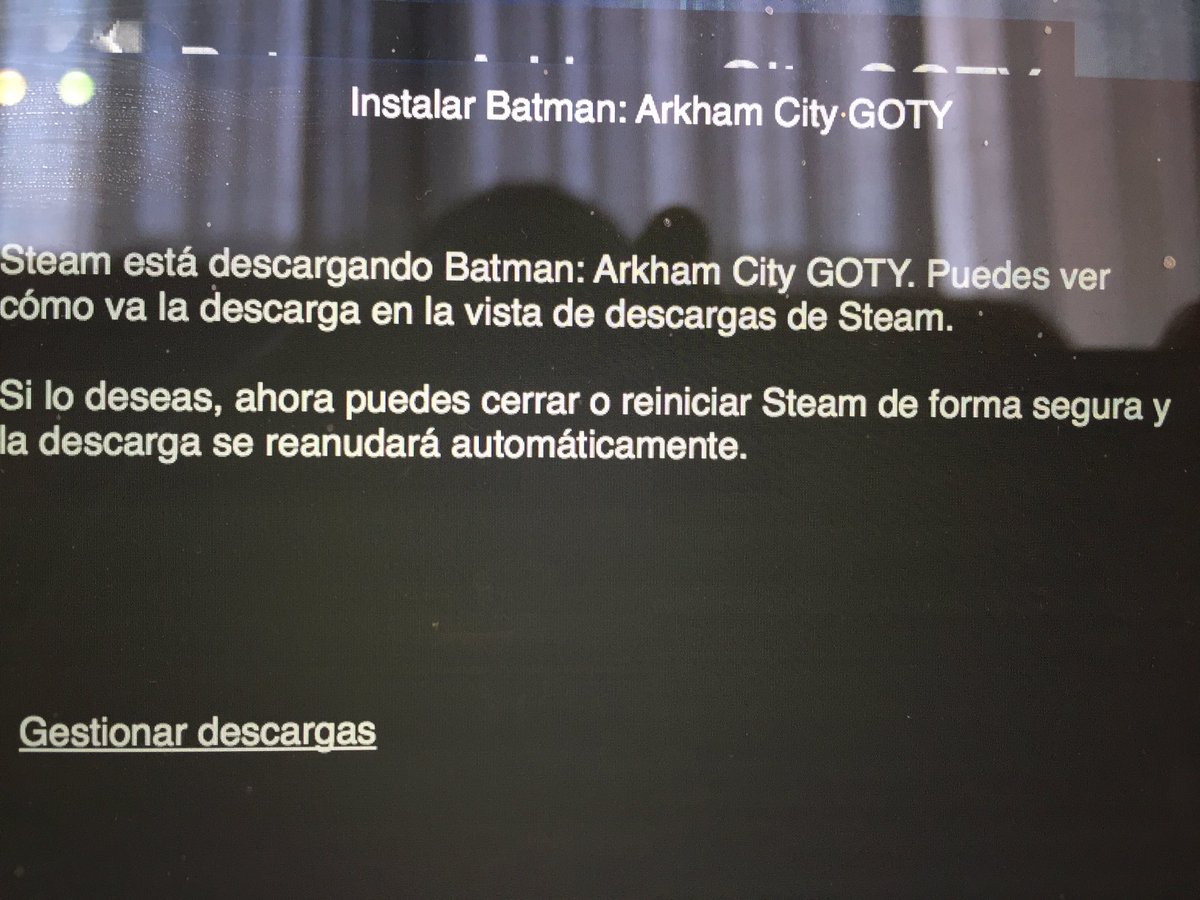 Instalar Batman: Arkham City GOTY
Steam está descargando Batman: Arkham City GOTY. Puedes ver
cómo va la descarga en la vista de descargas de Steam.
Si lo deseas, ahora puedes cerrar o reiniciar Steam de forma segura y
la descarga se reanudará automáticamente.
Gestionar descargas